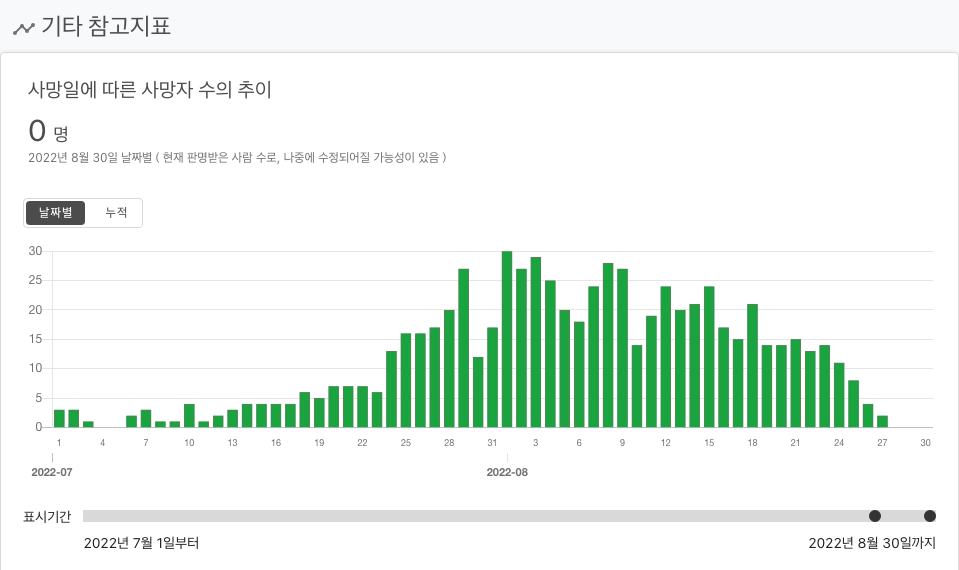 기타 참고지표
사망일에 따른 사망자 수의 추이
0 명
2022년 8월 30일 날짜별 ( 현재 판명받은 사람 수로, 나중에 수정되어질 가능성이 있음 )
날짜별 누적
30
25
20
15
10
5
0
1 4 7 10 13 16 19 22 25 28 31 3 6 9 12 15 18 21 24 27 30
2022-07 2022-08
표시기간
2022년 7월 1일부터 2022년 8월 30일까지